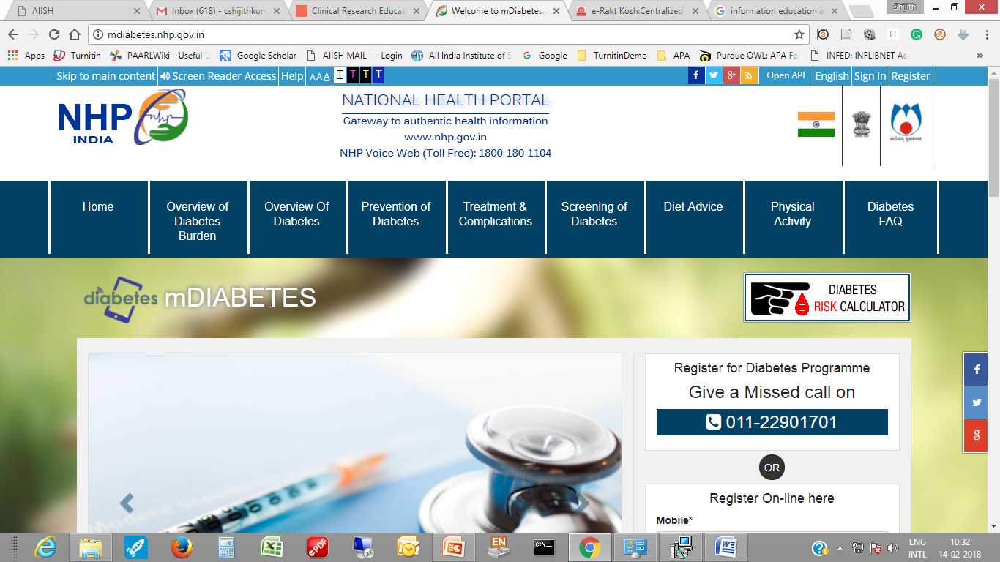 AIISH
Inbox (618) - cshijithkum
Clinical Research Educat
Welcome to mDiabetes
e-Rakt Kosh:Centralized
information education a
Shijith
mdiabetes.nhp.gov.in
Apps
Turnitin
PAARLWiki - Useful L
Google Scholar
AIISH MAIL - - Login
All India Institute of S
Google
TurnitinDemo
APA
Purdue OWL: APA Fo
INFED: INFLIBNET Acc
Skip to main content
Screen Reader Access
Help
A A A
T T T T
Open API
English
Sign In
Register
NHP
INDIA
nhp
NATIONAL HEALTH PORTAL
Gateway to authentic health information
www.nhp.gov.in
NHP Voice Web (Toll Free): 1800-180-1104
Home
Overview of
Diabetes
Burden
Overview Of
Diabetes
Prevention of
Diabetes
Treatment &
Complications
Screening of
Diabetes
Diet Advice
Physical
Activity
Diabetes
FAQ
diabetes
mDIABETES
DIABETES
RISK CALCULATOR
Register for Diabetes Programme
Give a Missed call on
011-22901701
OR
Register On-line here
Mobile*
EN
ENG
INTL
10:32
14-02-2018